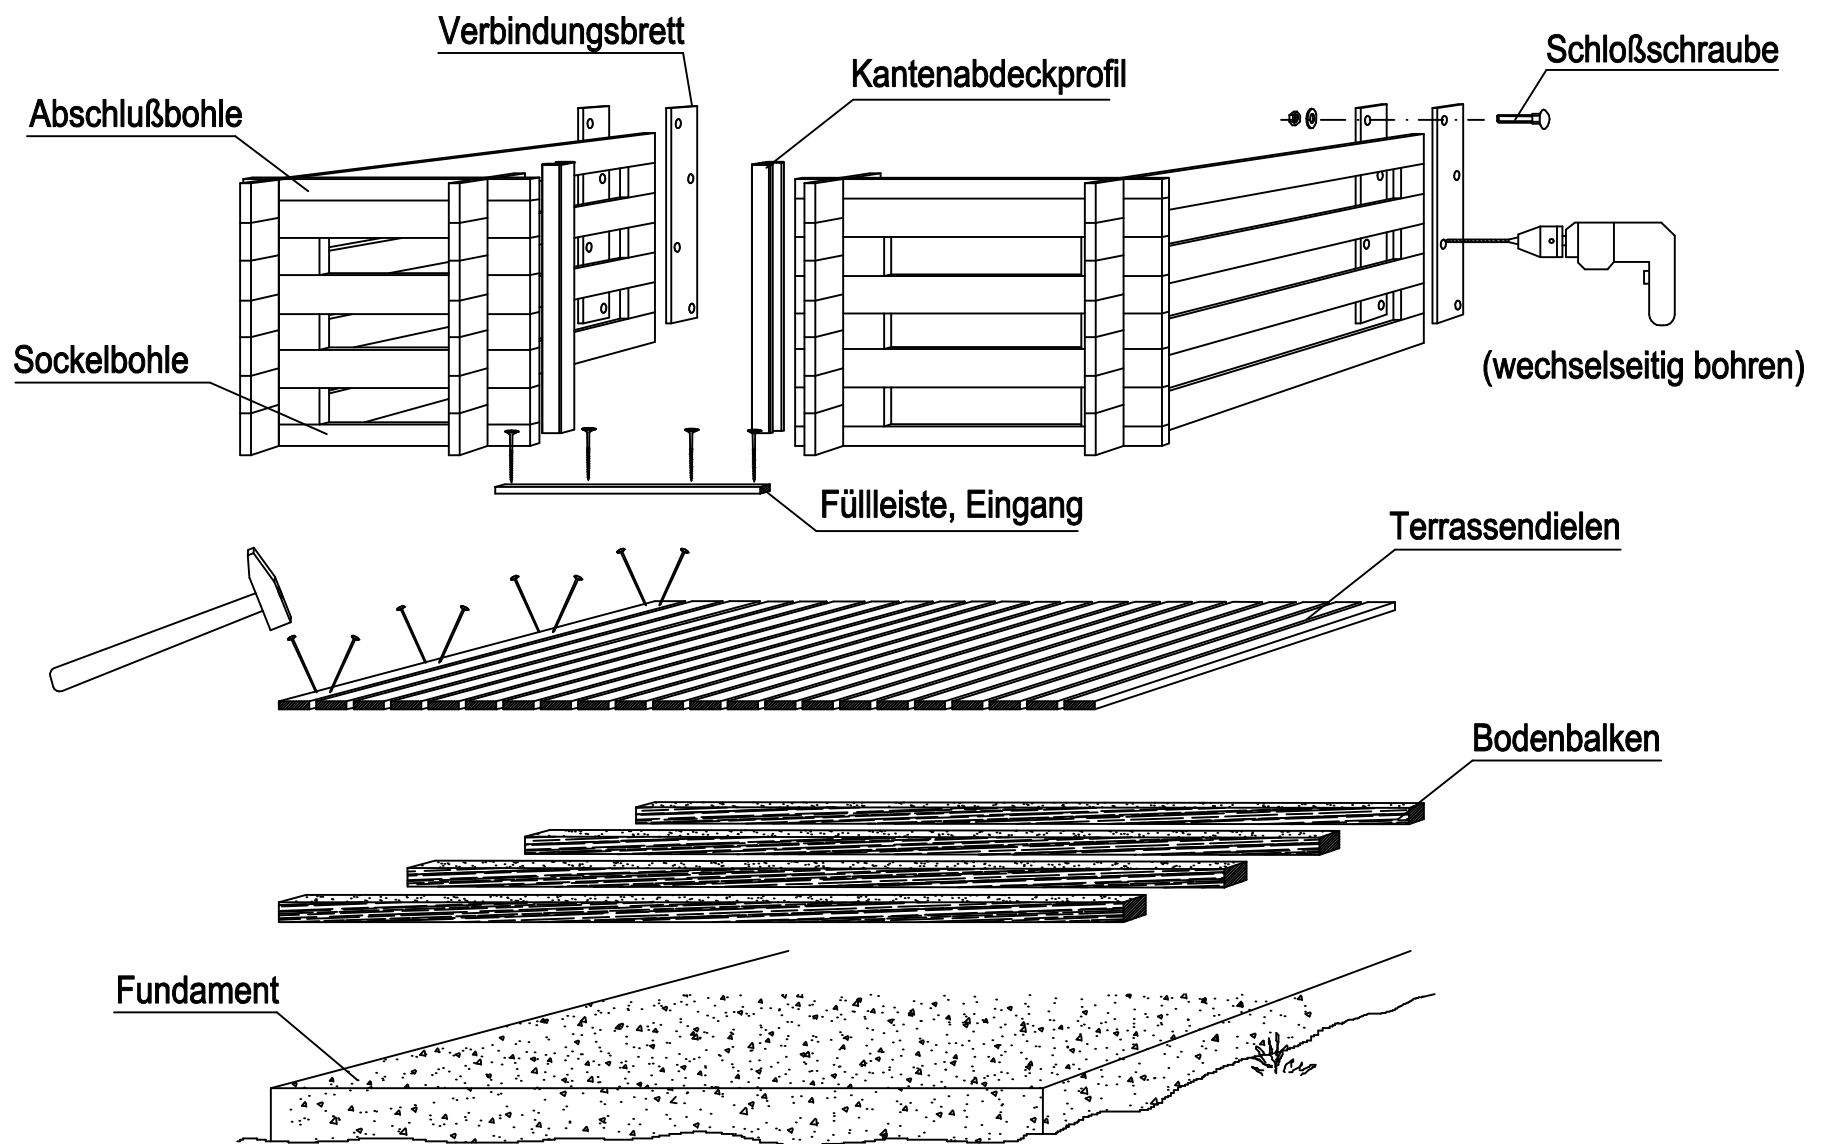 Verbindungsbrett
Schloßschraube
Kantenabdeckprofil
Abschlußbohle
Sockelbohle
(wechselseitig bohren)
Füllleiste, Eingang
Terrassendielen
Bodenbalken
Fundament